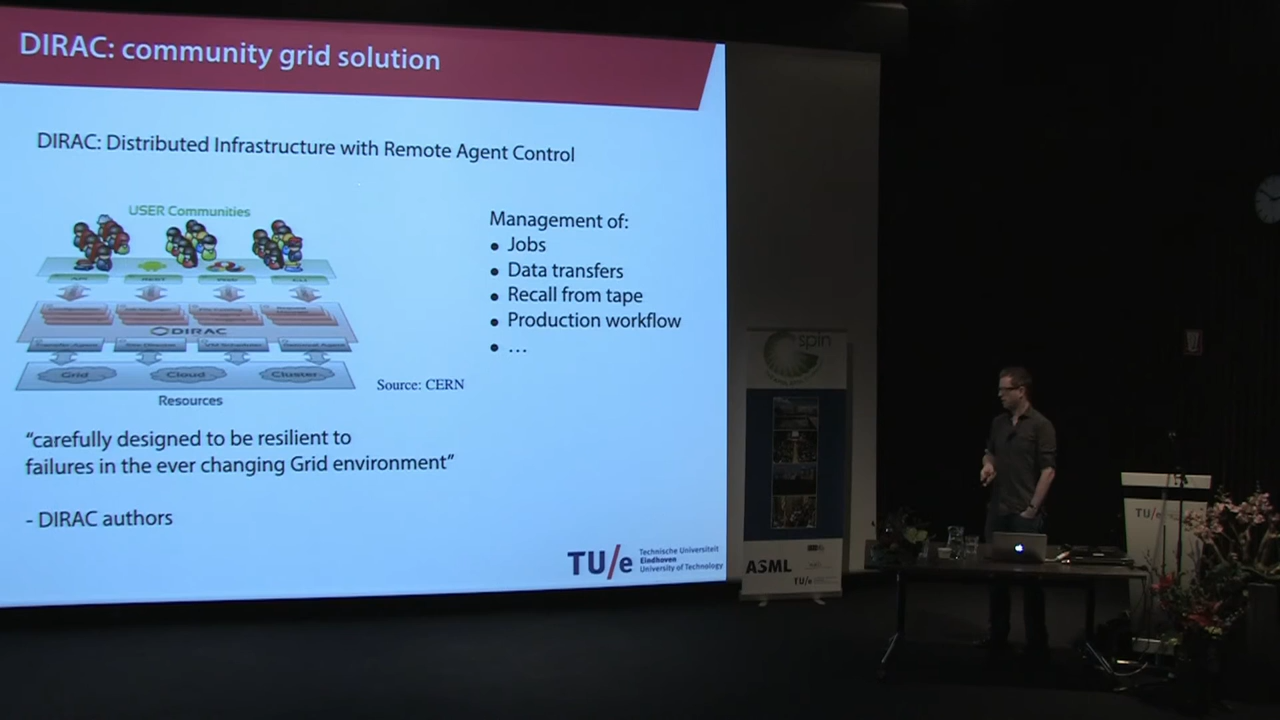 DIRAC: community grid solution
DIRAC: Distributed Infrastructure with Remote Agent Control
USER Communities
DIRAC
Grid
Cloud
Cluster
Resources
Source: CERN
Management of:
• Jobs
• Data transfers
• Recall from tape
• Production workflow
• …
“carefully designed to be resilient to
failures in the ever changing Grid environment”
- DIRAC authors
TU/e
Technische Universiteit
Eindhoven
University of Technology
spin
ASML
TU/e
TU/e